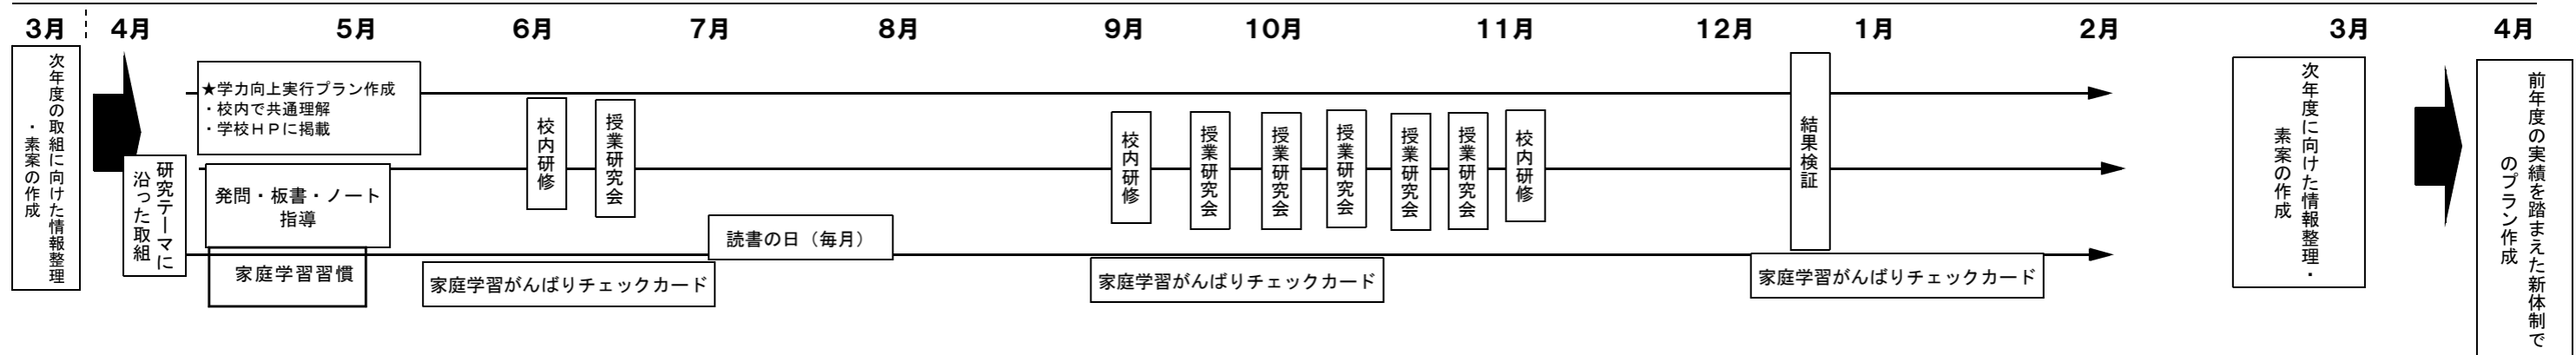 3月 4月 5月 6月 7月 8月 9月 10月 11月 12月 1月 2月 3月 4月
次年度の取組に向けた情報整理
・素案の作成
研究テーマに
沿った取組
★学力向上実行プラン作成
・校内で共通理解
・学校ＨＰに掲載
発問・板書・ノート
指導
家庭学習習慣
家庭学習がんばりチェックカード
校内研修
授業研究会
読書の日（毎月）
家庭学習がんばりチェックカード
校内研修
授業研究会
授業研究会
授業研究会
授業研究会
授業研究会
校内研修
結果検証
家庭学習がんばりチェックカード
次年度に向けた情報整理・
素案の作成
前年度の実績を踏まえた新体制で
のプラン作成